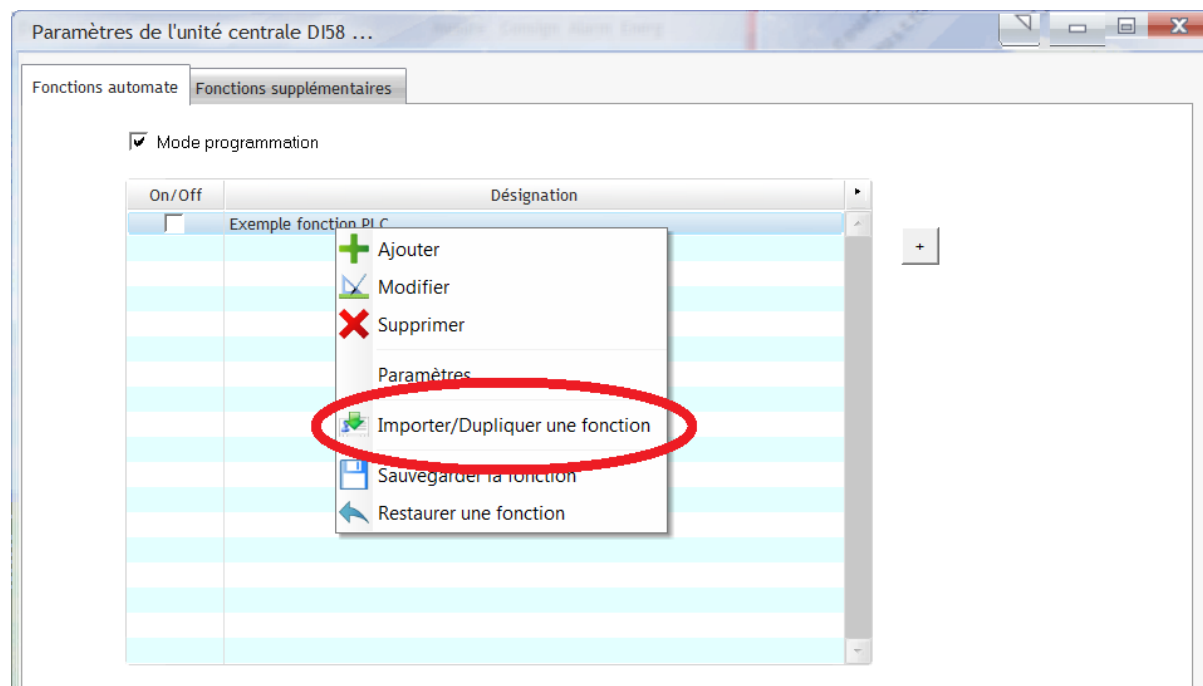 Paramètres de l'unité centrale DI58 ...
Fonctions automate Fonctions supplémentaires
Mode programmation
On/Off Désignation
Exemple fonction PLC
+
Ajouter
Modifier
Supprimer
Paramètres
Importer/Dupliquer une fonction
Sauvegarder la fonction
Restaurer une fonction